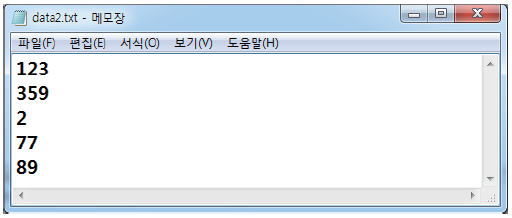 data2.txt - 메모장
파일(F) 편집(E) 서식(O) 보기(V) 도움말(H)
123
359
2
77
89